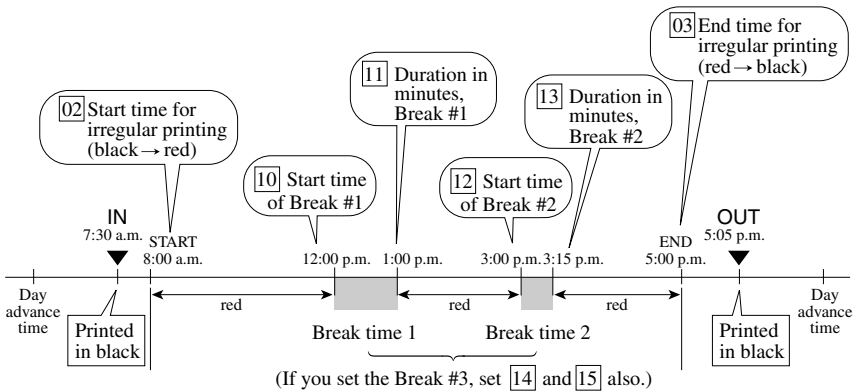 02 Start time for
irregular printing
(black → red)
11 Duration in
minutes,
Break #1
03 End time for
irregular printing
(red → black)
13 Duration in
minutes,
Break #2
10 Start time
of Break #1
12 Start time
of Break #2
IN
7:30 a.m.
START
8:00 a.m.
12:00 p.m.
1:00 p.m.
3:00 p.m.
3:15 p.m.
END
5:00 p.m.
OUT
5:05 p.m.
Day
advance
time
Printed
in black
red
red
red
Printed
in black
Day
advance
time
Break time 1
Break time 2
(If you set the Break #3, set 14 and 15 also.)